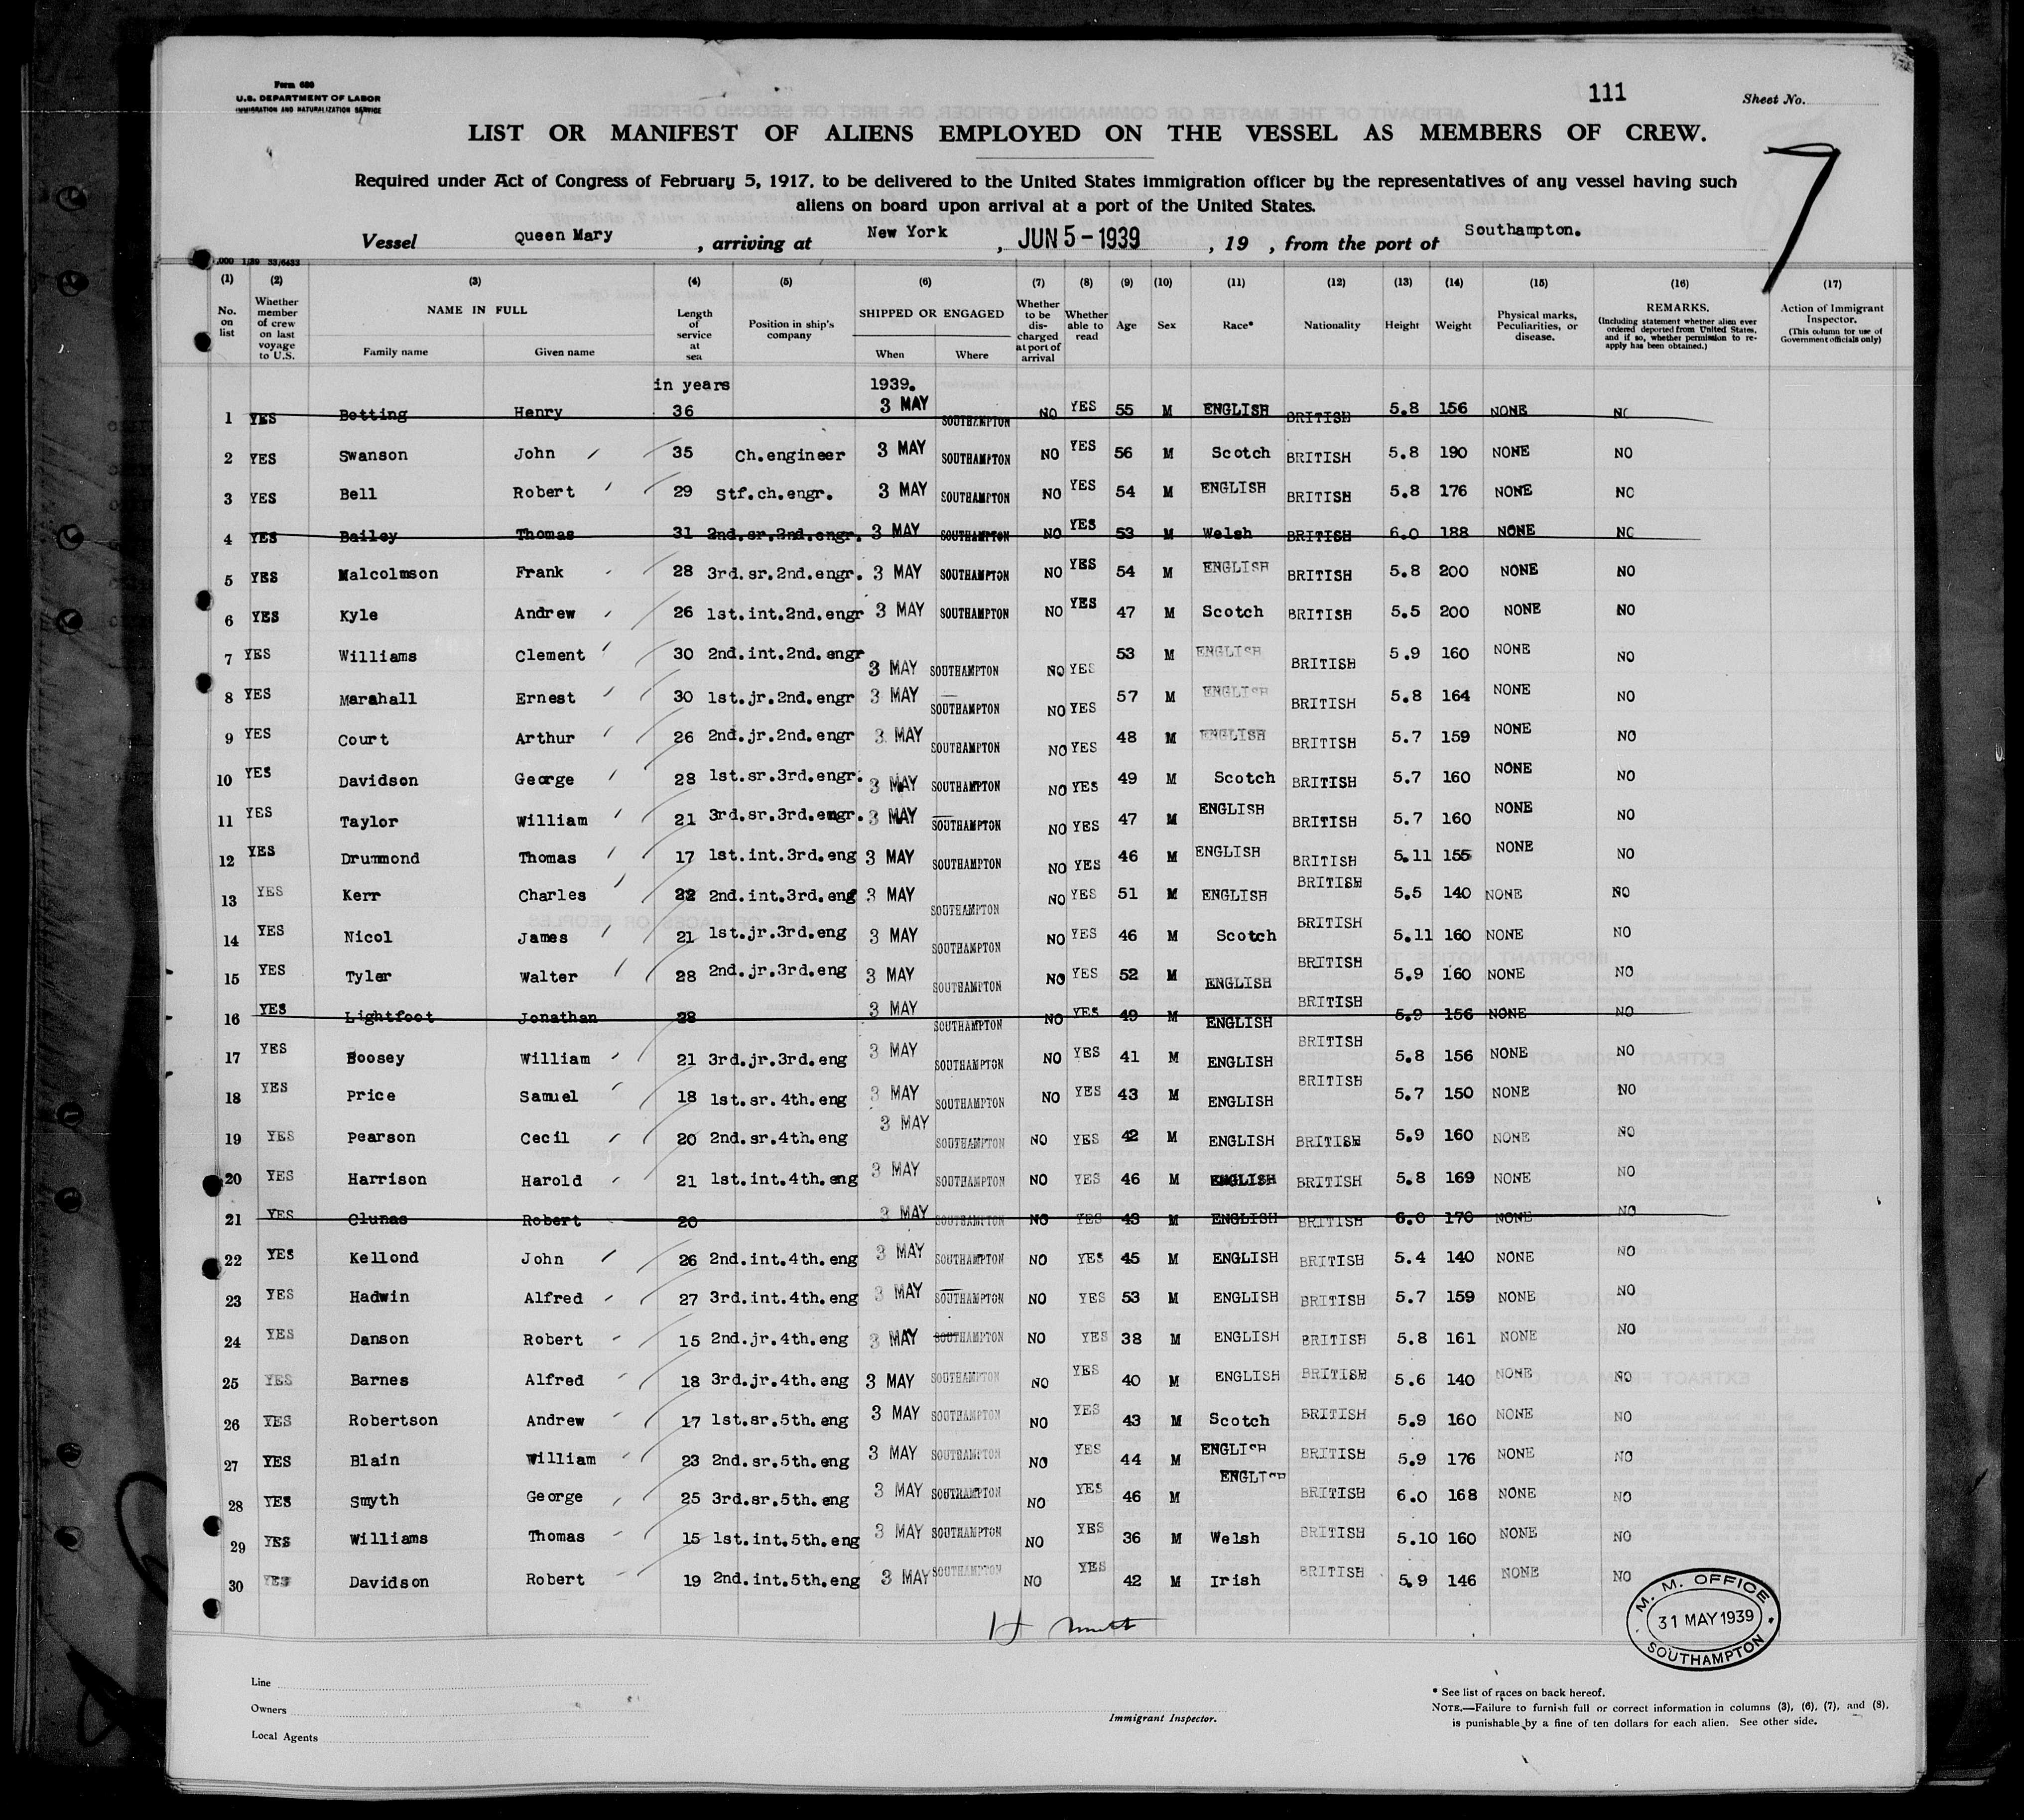 Form 680
U.S. DEPARTMENT OF LABOR
IMMIGRATION AND NATURALIZATION SERVICE
111
Sheet No.
LIST OR MANIFEST OF ALIENS EMPLOYED ON THE VESSEL AS MEMBERS OF CREW.
7
Required under Act of Congress of February 5, 1917, to be delivered to the United States immigration officer by the representatives of any vessel having such
aliens on board upon arrival at a port of the United States.
Vessel Queen Mary , arriving at New York , JUN 5 - 1939 , 19 , from the port of Southampton.
(1) (2) (3) (4) (5) (6) (7) (8) (9) (10) (11) (12) (13) (14) (15) (16) (17)
No. on list Whether member of crew on last voyage to U.S. NAME IN FULL Family name Given name Length of service at sea Position in ship's company SHIPPED OR ENGAGED When Where Whether to be discharged at port of arrival Whether able to read Age Sex Race* Nationality Height Weight Physical marks, Peculiarities, or disease. REMARKS. (Including statement whether alien ever ordered deported from United States, and if so, whether permission to re-apply has been obtained.) Action of Immigrant Inspector. (This column for use of Government officials only)
in years 1939.
1 YES Botting Henry 36 3 MAY SOUTHAMPTON NO YES 55 M ENGLISH BRITISH 5.8 156 NONE NO
2 YES Swanson John 35 Ch.engineer 3 MAY SOUTHAMPTON NO YES 56 M Scotch BRITISH 5.8 190 NONE NO
3 YES Bell Robert 29 Stf.ch.engr. 3 MAY SOUTHAMPTON NO YES 54 M ENGLISH BRITISH 5.8 176 NONE NO
4 YES Bailey Thomas 31 2nd.sr.2nd.engr. 3 MAY SOUTHAMPTON NO YES 53 M Welsh BRITISH 6.0 188 NONE NO
5 YES Malcolmson Frank 28 3rd.sr.2nd.engr. 3 MAY SOUTHAMPTON NO YES 54 M ENGLISH BRITISH 5.8 200 NONE NO
6 YES Kyle Andrew 26 1st.int.2nd.engr 3 MAY SOUTHAMPTON NO YES 47 M Scotch BRITISH 5.5 200 NONE NO
7 YES Williams Clement 30 2nd.int.2nd.engr 3 MAY SOUTHAMPTON NO YES 53 M ENGLISH BRITISH 5.9 160 NONE NO
8 YES Marahall Ernest 30 1st.jr.2nd.engr 3 MAY SOUTHAMPTON NO YES 57 M ENGLISH BRITISH 5.8 164 NONE NO
9 YES Court Arthur 26 2nd.jr.2nd.engr 3 MAY SOUTHAMPTON NO YES 48 M ENGLISH BRITISH 5.7 159 NONE NO
10 YES Davidson George 28 1st.sr.3rd.engr. 3 MAY SOUTHAMPTON NO YES 49 M Scotch BRITISH 5.7 160 NONE NO
11 YES Taylor William 21 3rd.sr.3rd.engr. 3 MAY SOUTHAMPTON NO YES 47 M ENGLISH BRITISH 5.7 160 NONE NO
12 YES Drummond Thomas 17 1st.int.3rd.eng 3 MAY SOUTHAMPTON NO YES 46 M ENGLISH BRITISH 5.11 155 NONE NO
13 YES Kerr Charles 22 2nd.int.3rd.eng 3 MAY SOUTHAMPTON NO YES 51 M ENGLISH BRITISH 5.5 140 NONE NO
14 YES Nicol James 21 1st.jr.3rd.eng 3 MAY SOUTHAMPTON NO YES 46 M Scotch BRITISH 5.11 160 NONE NO
15 YES Tyler Walter 28 2nd.jr.3rd.eng 3 MAY SOUTHAMPTON NO YES 52 M ENGLISH BRITISH 5.9 160 NONE NO
16 YES Lightfoot Jonathan 28 3 MAY SOUTHAMPTON NO YES 49 M ENGLISH BRITISH 5.9 156 NONE NO
17 YES Boosey William 21 3rd.jr.3rd.eng 3 MAY SOUTHAMPTON NO YES 41 M ENGLISH BRITISH 5.8 156 NONE NO
18 YES Price Samuel 18 1st.sr.4th.eng 3 MAY SOUTHAMPTON NO YES 43 M ENGLISH BRITISH 5.7 150 NONE NO
19 YES Pearson Cecil 20 2nd.sr.4th.eng 3 MAY SOUTHAMPTON NO YES 42 M ENGLISH BRITISH 5.9 160 NONE NO
20 YES Harrison Harold 21 1st.int.4th.eng 3 MAY SOUTHAMPTON NO YES 46 M ENGLISH BRITISH 5.8 169 NONE NO
21 YES Clunas Robert 20 3 MAY SOUTHAMPTON NO YES 43 M ENGLISH BRITISH 6.0 170 NONE NO
22 YES Kellond John 26 2nd.int.4th.eng 3 MAY SOUTHAMPTON NO YES 45 M ENGLISH BRITISH 5.4 140 NONE NO
23 YES Hadwin Alfred 27 3rd.int.4th.eng 3 MAY SOUTHAMPTON NO YES 53 M ENGLISH BRITISH 5.7 159 NONE NO
24 YES Danson Robert 15 2nd.jr.4th.eng 3 MAY SOUTHAMPTON NO YES 38 M ENGLISH BRITISH 5.8 161 NONE NO
25 YES Barnes Alfred 18 3rd.jr.4th.eng 3 MAY SOUTHAMPTON NO YES 40 M ENGLISH BRITISH 5.6 140 NONE NO
26 YES Robertson Andrew 17 1st.sr.5th.eng 3 MAY SOUTHAMPTON NO YES 43 M Scotch BRITISH 5.9 160 NONE NO
27 YES Blain William 23 2nd.sr.5th.eng 3 MAY SOUTHAMPTON NO YES 44 M ENGLISH BRITISH 5.9 176 NONE NO
28 YES Smyth George 25 3rd.sr.5th.eng 3 MAY SOUTHAMPTON NO YES 46 M ENGLISH BRITISH 6.0 168 NONE NO
29 YES Williams Thomas 15 1st.int.5th.eng 3 MAY SOUTHAMPTON NO YES 36 M Welsh BRITISH 5.10 160 NONE NO
30 YES Davidson Robert 19 2nd.int.5th.eng 3 MAY SOUTHAMPTON NO YES 42 M Irish BRITISH 5.9 146 NONE NO
M. M. OFFICE
31 MAY 1939
SOUTHAMPTON
Line
Owners
Local Agents
Immigrant Inspector.
* See list of races on back hereof.
NOTE.—Failure to furnish full or correct information in columns (3), (6), (7), and (8),
is punishable by a fine of ten dollars for each alien. See other side.